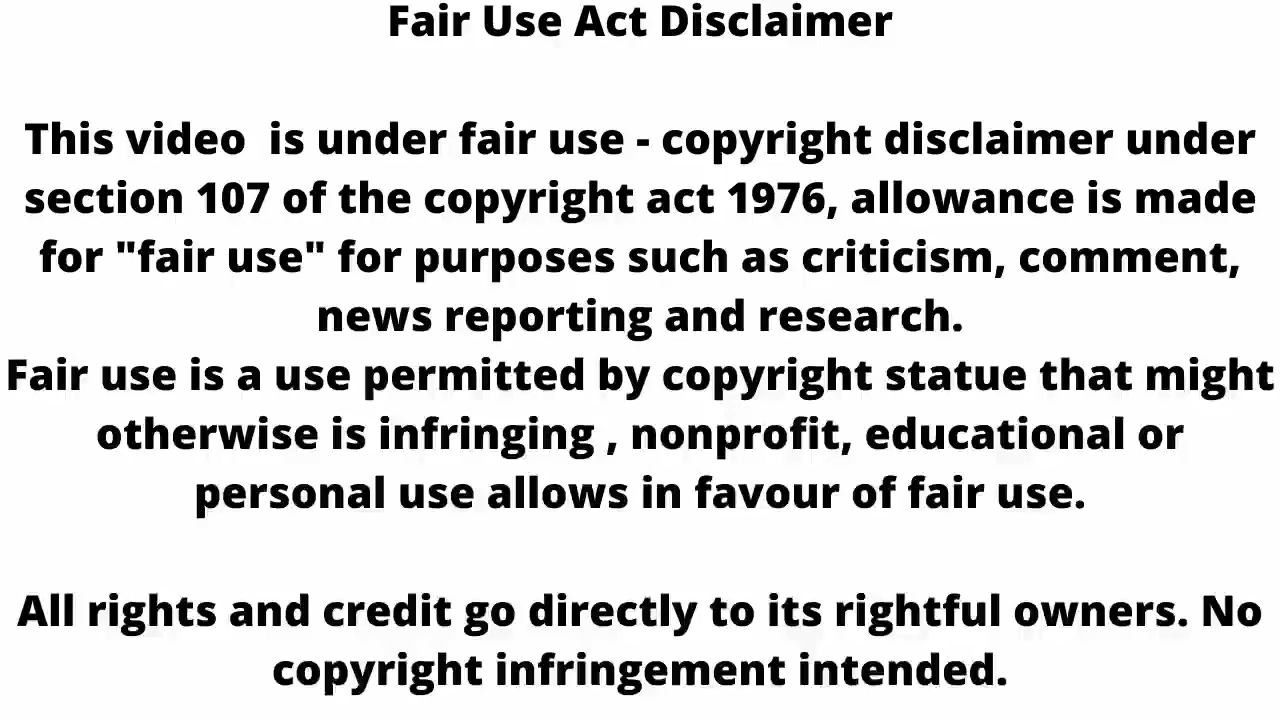 Fair Use Act Disclaimer
This video is under fair use - copyright disclaimer under
section 107 of the copyright act 1976, allowance is made
for "fair use" for purposes such as criticism, comment,
news reporting and research.
Fair use is a use permitted by copyright statue that might
otherwise is infringing , nonprofit, educational or
personal use allows in favour of fair use.
All rights and credit go directly to its rightful owners. No
copyright infringement intended.